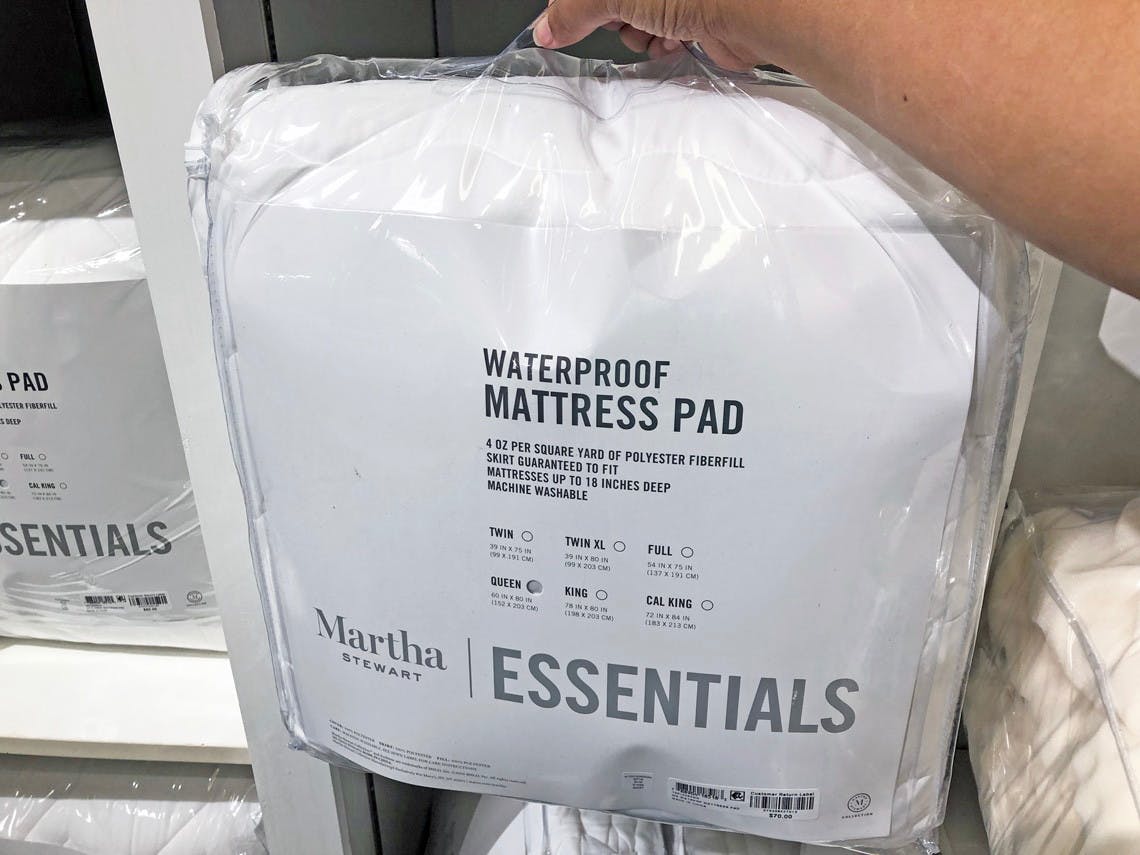 WATERPROOF
MATTRESS PAD
4 OZ PER SQUARE YARD OF POLYESTER FIBERFILL
SKIRT GUARANTEED TO FIT
MATTRESSES UP TO 18 INCHES DEEP
MACHINE WASHABLE
TWIN
39 IN X 75 IN
(99 X 191 CM)
TWIN XL
39 IN X 80 IN
(99 X 203 CM)
FULL
54 IN X 75 IN
(137 X 191 CM)
QUEEN
60 IN X 80 IN
(152 X 203 CM)
KING
78 IN X 80 IN
(198 X 203 CM)
CAL KING
72 IN X 84 IN
(183 X 213 CM)
Martha
STEWART
ESSENTIALS
Customer Return Label
$70.00
M
COLLECTION
PAD
FULL
CAL KING
SSENTIALS